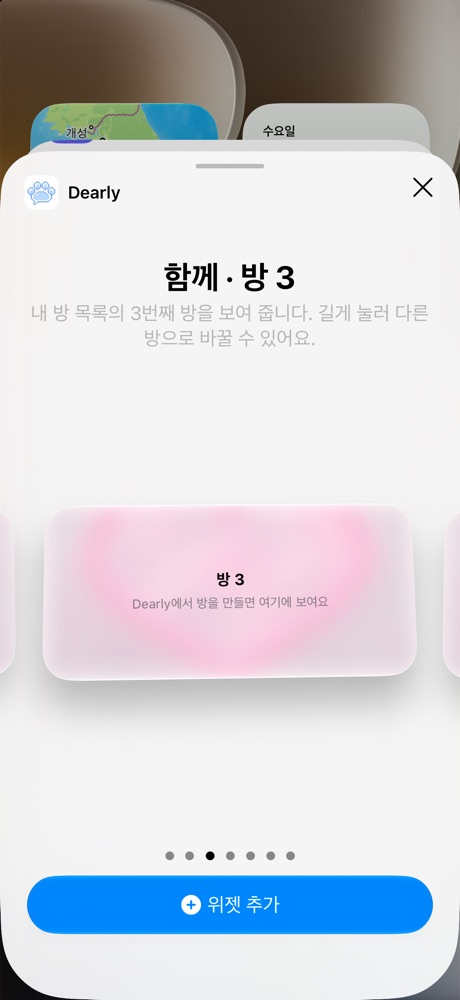 개성
수요일
Dearly
함께 · 방 3
내 방 목록의 3번째 방을 보여 줍니다. 길게 눌러 다른
방으로 바꿀 수 있어요.
방 3
Dearly에서 방을 만들면 여기에 보여요
위젯 추가